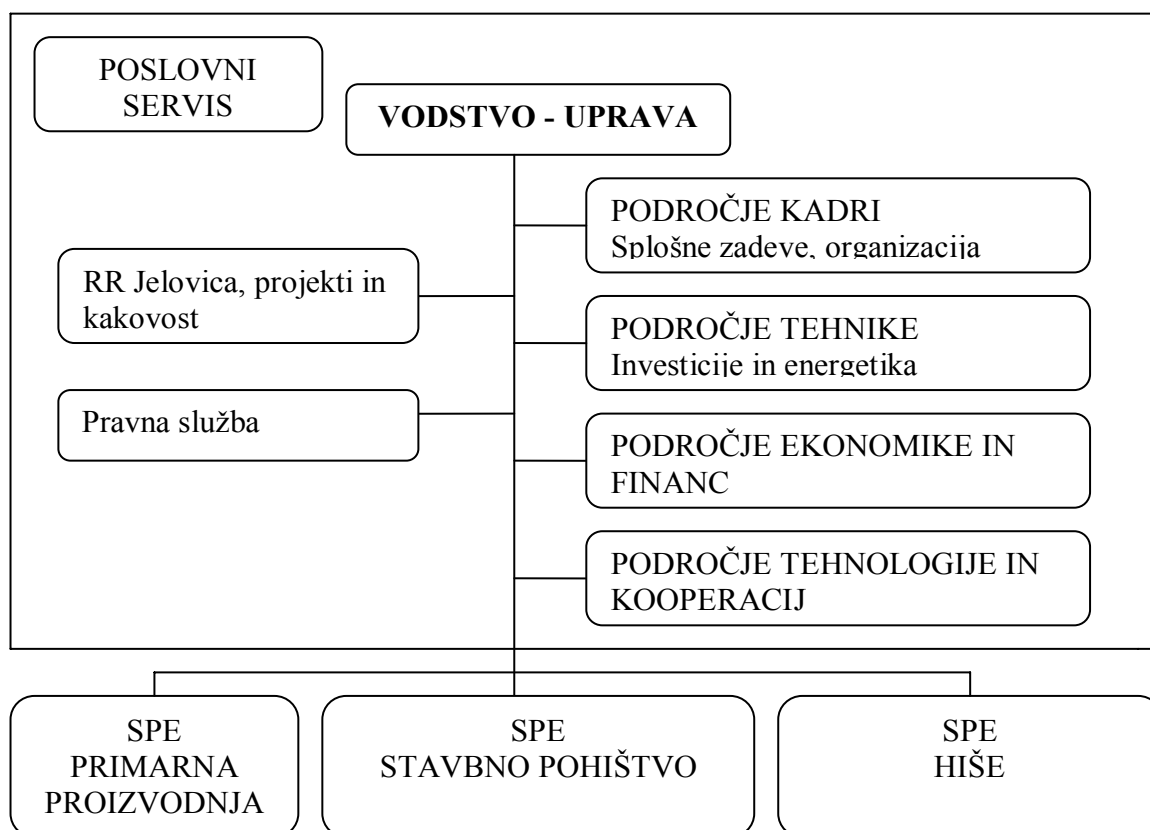 POSLOVNI
SERVIS
VODSTVO - UPRAVA
PODROČJE KADRI
Splošne zadeve, organizacija
RR Jelovica, projekti in
kakovost
PODROČJE TEHNIKE
Investicije in energetika
Pravna služba
PODROČJE EKONOMIKE IN
FINANC
PODROČJE TEHNOLOGIJE IN
KOOPERACIJ
SPE
PRIMARNA
PROIZVODNJA
SPE
STAVBNO POHIŠTVO
SPE
HIŠE